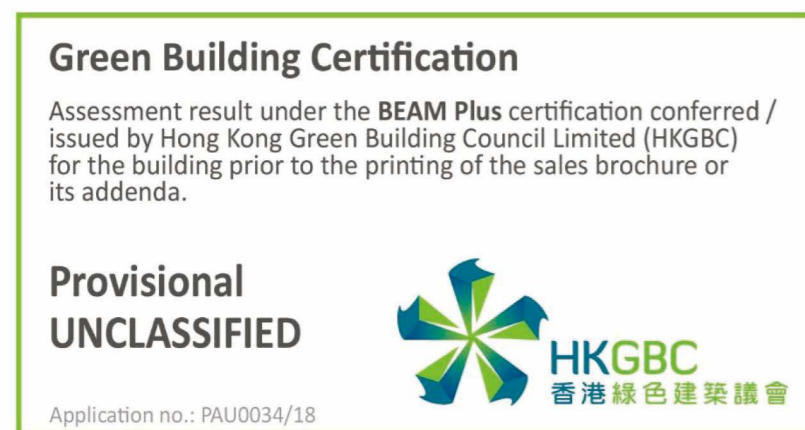 Green Building Certification
Assessment result under the BEAM Plus certification conferred /
issued by Hong Kong Green Building Council Limited (HKGBC)
for the building prior to the printing of the sales brochure or
its addenda.
Provisional
UNCLASSIFIED
HKGBC
香港綠色建築議會
Application no.: PAU0034/18